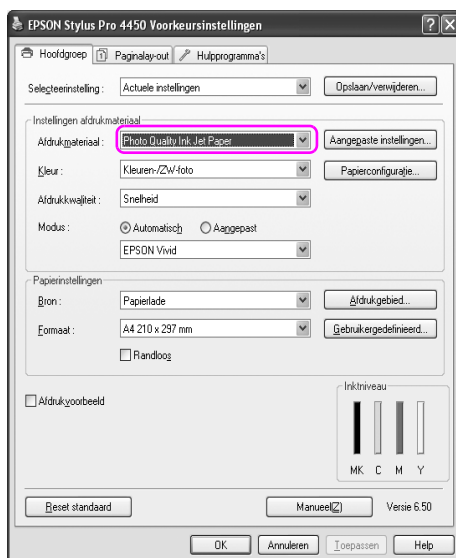 EPSON Stylus Pro 4450 Voorkeursinstellingen
Hoofdgroep Paginalay-out Hulpprogramma's
Selecteerinstelling : Actuele instellingen Opslaan/verwijderen...
Instellingen afdrukmateriaal
Afdrukmateriaal : Photo Quality Ink Jet Paper Aangepaste instellingen...
Kleur : Kleuren-/ZW-foto Papierconfiguratie...
Afdrukkwaliteit : Snelheid
Modus : Automatisch Aangepast
EPSON Vivid
Papierinstellingen
Bron : Papierlade Afdrukgebied...
Formaat : A4 210 x 297 mm Gebruikergedefinieerd...
Randloos
Afdrukvoorbeeld
Inktniveau
MK C M Y
Reset standaard Manueel(Z) Versie 6.50
OK Annuleren Toepassen Help